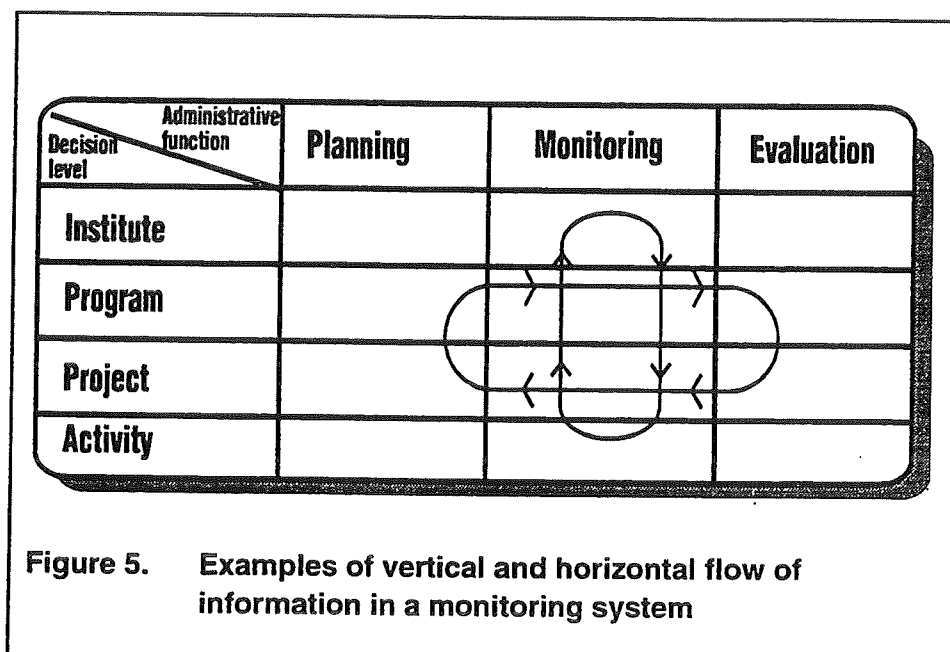 Administrative
function
Decision
level
Planning
Monitoring
Evaluation
Institute
Program
Project
Activity
Figure 5. Examples of vertical and horizontal flow of
information in a monitoring system